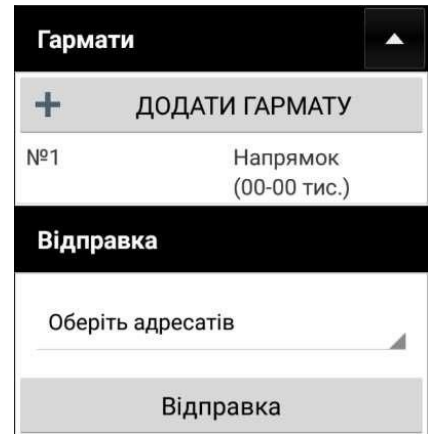 Гармати
ДОДАТИ ГАРМАТУ
№1 Напрямок
(00-00 тис.)
Відправка
Оберіть адресатів
Відправка